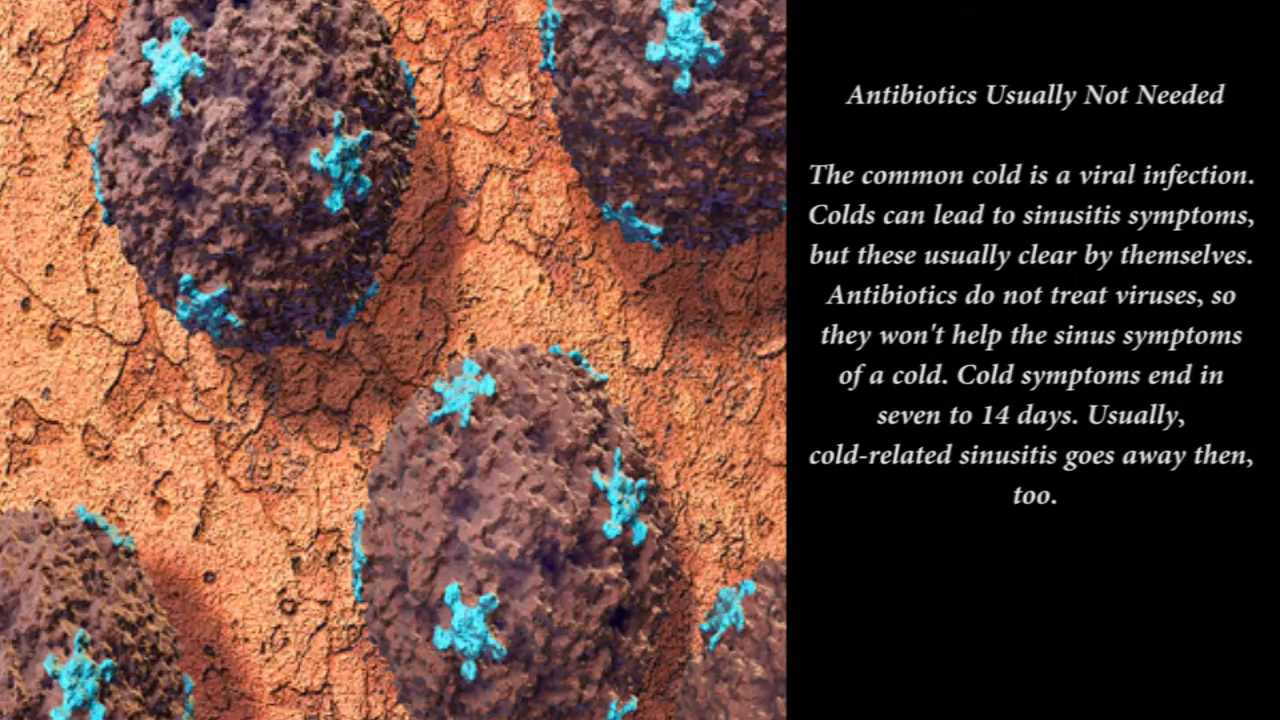 Antibiotics Usually Not Needed
The common cold is a viral infection.
Colds can lead to sinusitis symptoms,
but these usually clear by themselves.
Antibiotics do not treat viruses, so
they won't help the sinus symptoms
of a cold. Cold symptoms end in
seven to 14 days. Usually,
cold-related sinusitis goes away then,
too.